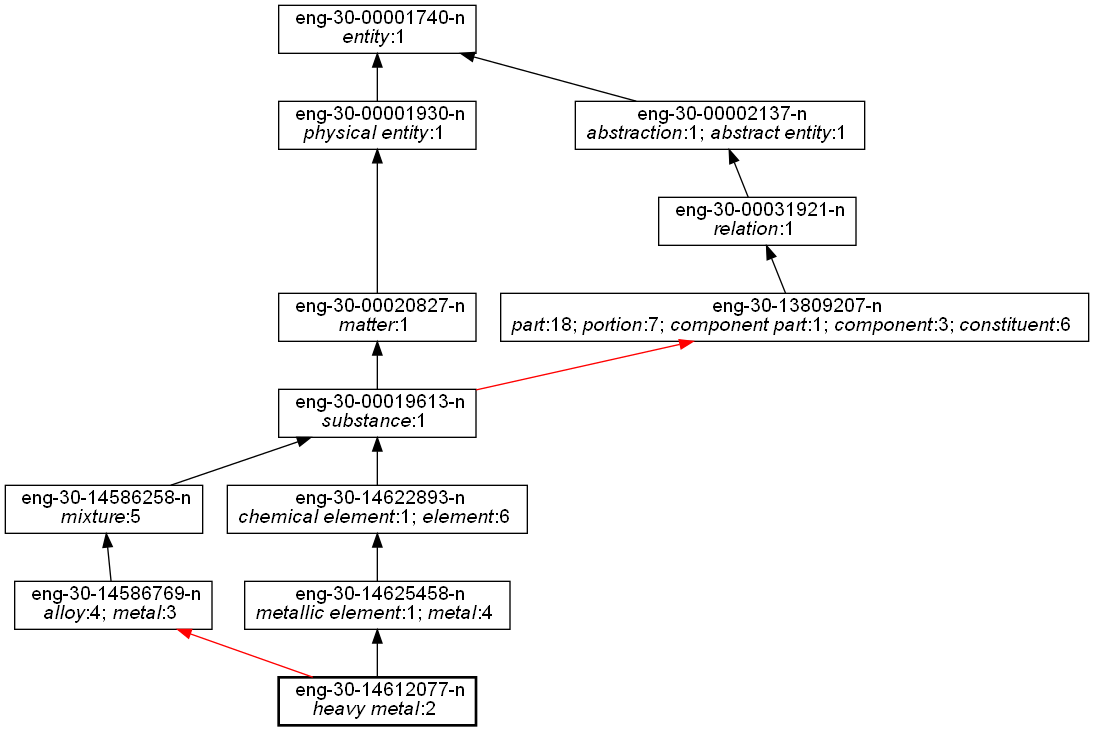 eng-30-00001740-n
entity:1
eng-30-00001930-n
physical entity:1
eng-30-00002137-n
abstraction:1; abstract entity:1
eng-30-00031921-n
relation:1
eng-30-00020827-n
matter:1
eng-30-13809207-n
part:18; portion:7; component part:1; component:3; constituent:6
eng-30-00019613-n
substance:1
eng-30-14586258-n
mixture:5
eng-30-14622893-n
chemical element:1; element:6
eng-30-14586769-n
alloy:4; metal:3
eng-30-14625458-n
metallic element:1; metal:4
eng-30-14612077-n
heavy metal:2